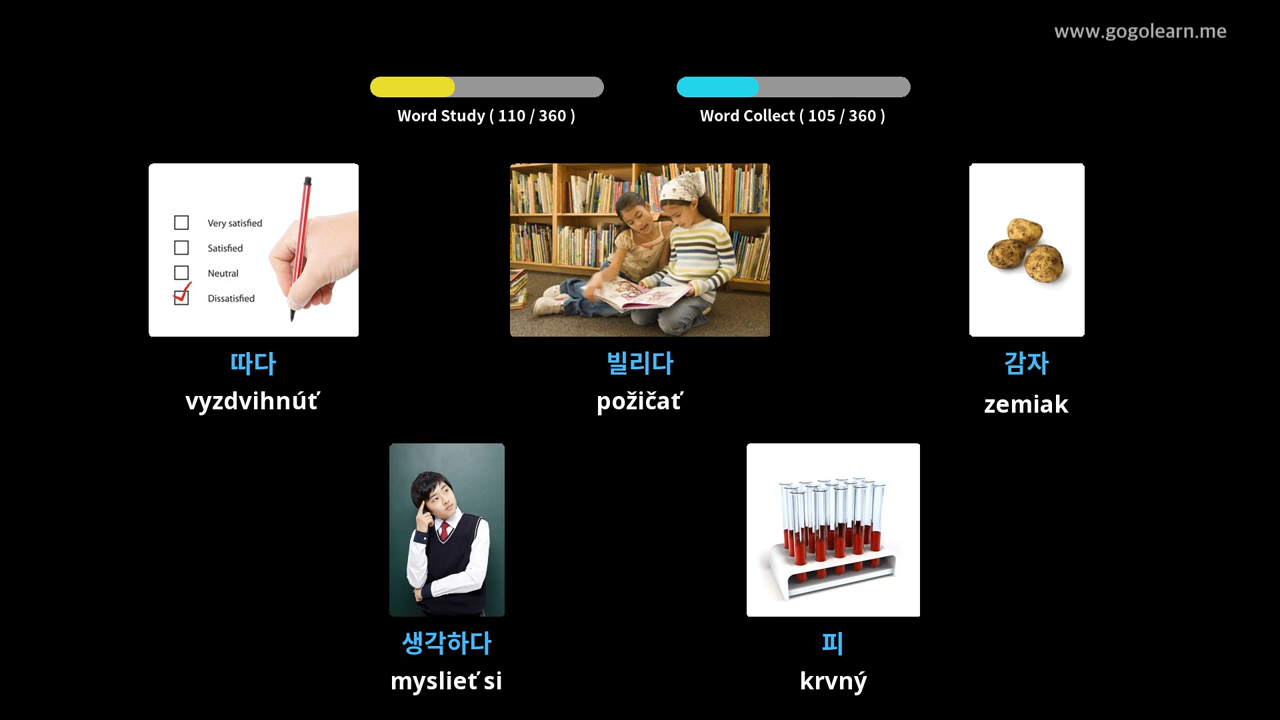 www.gogolearn.me
Word Study ( 110 / 360 )
Word Collect ( 105 / 360 )
Very satisfied
Satisfied
Neutral
Dissatisfied
따다
vyzdvihnúť
빌리다
požičať
감자
zemiak
생각하다
myslieť si
피
krvný